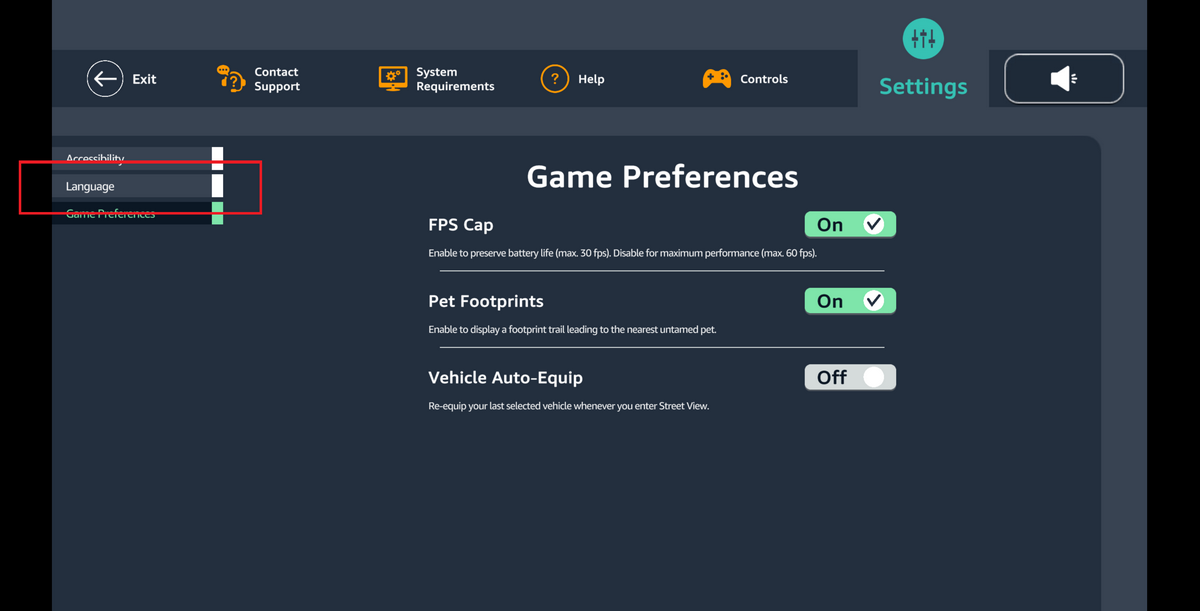 Exit
Contact
Support
System
Requirements
?
Help
Controls
Settings
Accessibility
Language
Game Preferences
Game Preferences
FPS Cap
On
Enable to preserve battery life (max. 30 fps). Disable for maximum performance (max. 60 fps).
Pet Footprints
On
Enable to display a footprint trail leading to the nearest untamed pet.
Vehicle Auto-Equip
Off
Re-equip your last selected vehicle whenever you enter Street View.